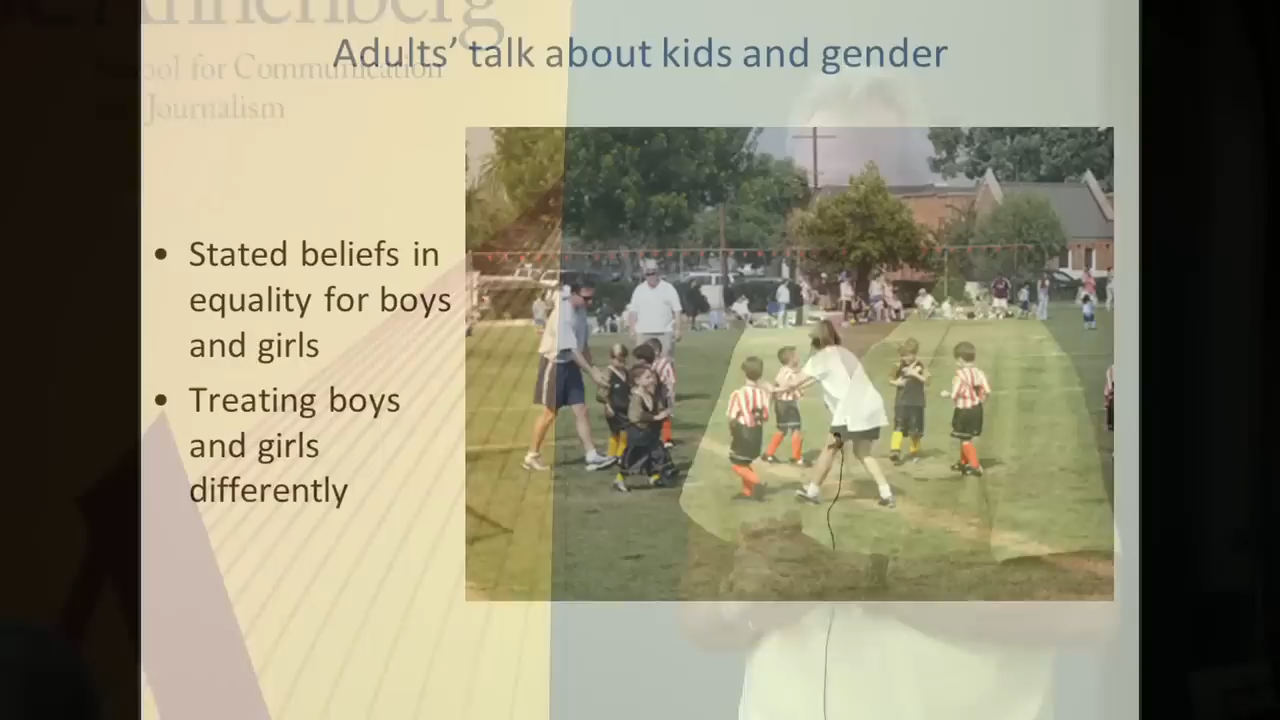 Annenberg
School for Communication
Journalism
Adults’ talk about kids and gender
• Stated beliefs in
equality for boys
and girls
• Treating boys
and girls
differently